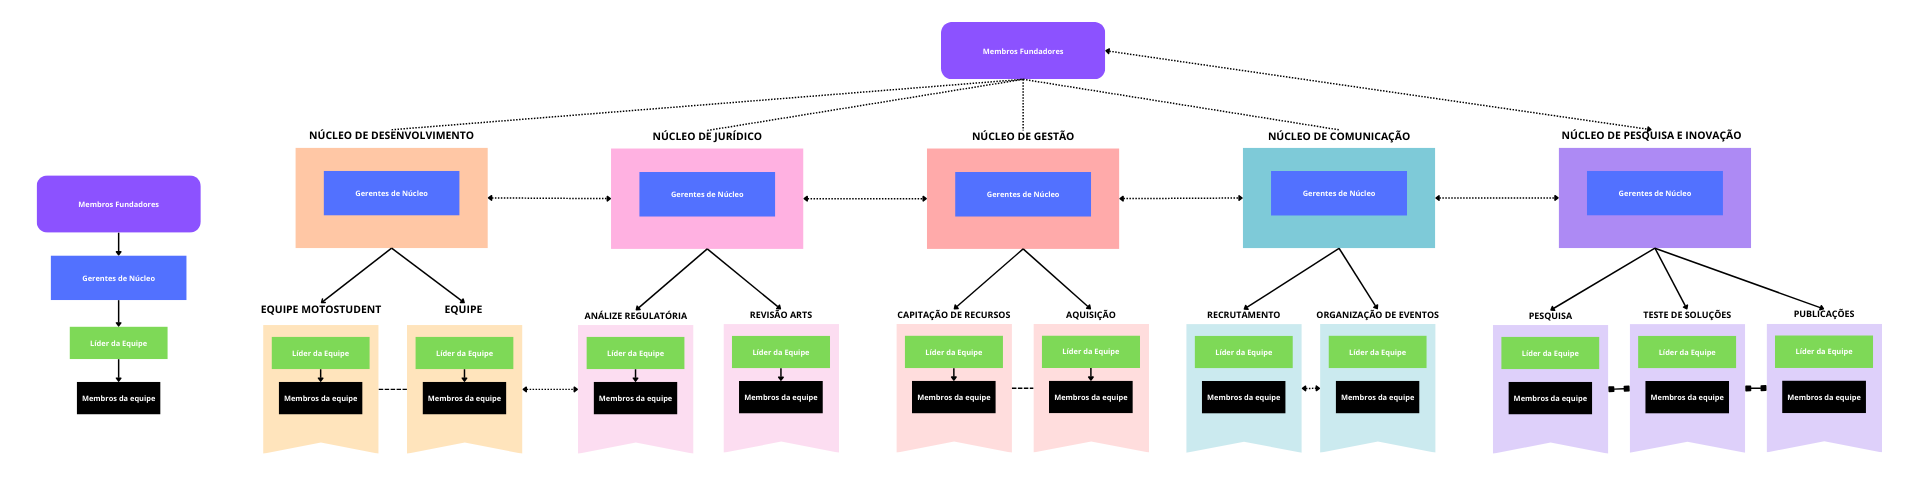 Membros Fundadores
NÚCLEO DE DESENVOLVIMENTO
NÚCLEO DE JURÍDICO
NÚCLEO DE GESTÃO
NÚCLEO DE COMUNICAÇÃO
NÚCLEO DE PESQUISA E INOVAÇÃO
Gerentes de Núcleo
Gerentes de Núcleo
Gerentes de Núcleo
Gerentes de Núcleo
Gerentes de Núcleo
Membros Fundadores
Gerentes de Núcleo
Líder da Equipe
Membros da equipe
EQUIPE MOTOSTUDENT
EQUIPE
ANÁLIZE REGULATÓRIA
REVISÃO ARTS
CAPITAÇÃO DE RECURSOS
AQUISIÇÃO
RECRUTAMENTO
ORGANIZAÇÃO DE EVENTOS
PESQUISA
TESTE DE SOLUÇÕES
PUBLICAÇÕES
Líder da Equipe
Líder da Equipe
Líder da Equipe
Líder da Equipe
Líder da Equipe
Líder da Equipe
Líder da Equipe
Líder da Equipe
Líder da Equipe
Líder da Equipe
Líder da Equipe
Membros da equipe
Membros da equipe
Membros da equipe
Membros da equipe
Membros da equipe
Membros da equipe
Membros da equipe
Membros da equipe
Membros da equipe
Membros da equipe
Membros da equipe